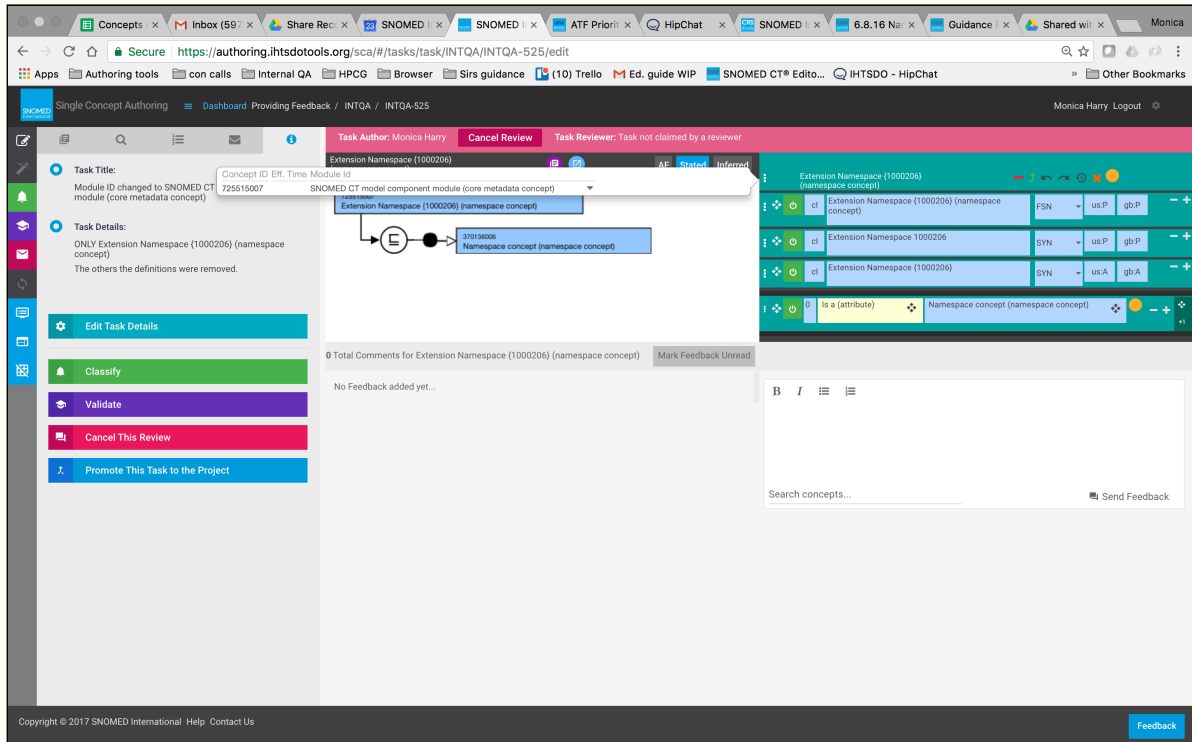 Concepts
Inbox (597
Share Rec
SNOMED I
SNOMED I
ATF Priorit
HipChat
SNOMED I
6.8.16 Nar
Guidance
Shared wit
Monica
Secure https://authoring.ihtsdotools.org/sca/#/tasks/task/INTQA/INTQA-525/edit
Apps Authoring tools con calls Internal QA HPCG Browser Sirs guidance (10) Trello Ed. guide WIP SNOMED CT® Edito... IHTSDO - HipChat » Other Bookmarks
SNOMED International Single Concept Authoring Dashboard Providing Feedback / INTQA / INTQA-525 Monica Harry Logout
Task Author: Monica Harry Cancel Review Task Reviewer: Task not claimed by a reviewer
Task Title:
Module ID changed to SNOMED CT
module (core metadata concept)
Task Details:
ONLY Extension Namespace {1000206} (namespace
concept)
The others the definitions were removed.
Edit Task Details
Classify
Validate
Cancel This Review
Promote This Task to the Project
Extension Namespace {1000206}
Stated Inferred
Concept ID Eff. Time Module Id
725515007 SNOMED CT model component module (core metadata concept)
Extension Namespace {1000206} (namespace concept)
370136006
Namespace concept (namespace concept)
0 Total Comments for Extension Namespace {1000206} (namespace concept) Mark Feedback Unread
No Feedback added yet...
Extension Namespace {1000206}
(namespace concept)
cl Extension Namespace {1000206} (namespace
concept) FSN us:P gb:P
cl Extension Namespace 1000206 SYN us:P gb:P
cl Extension Namespace {1000206} SYN us:A gb:A
0 Is a (attribute) Namespace concept (namespace concept) +1
B I
Search concepts... Send Feedback
Copyright © 2017 SNOMED International Help Contact Us Feedback